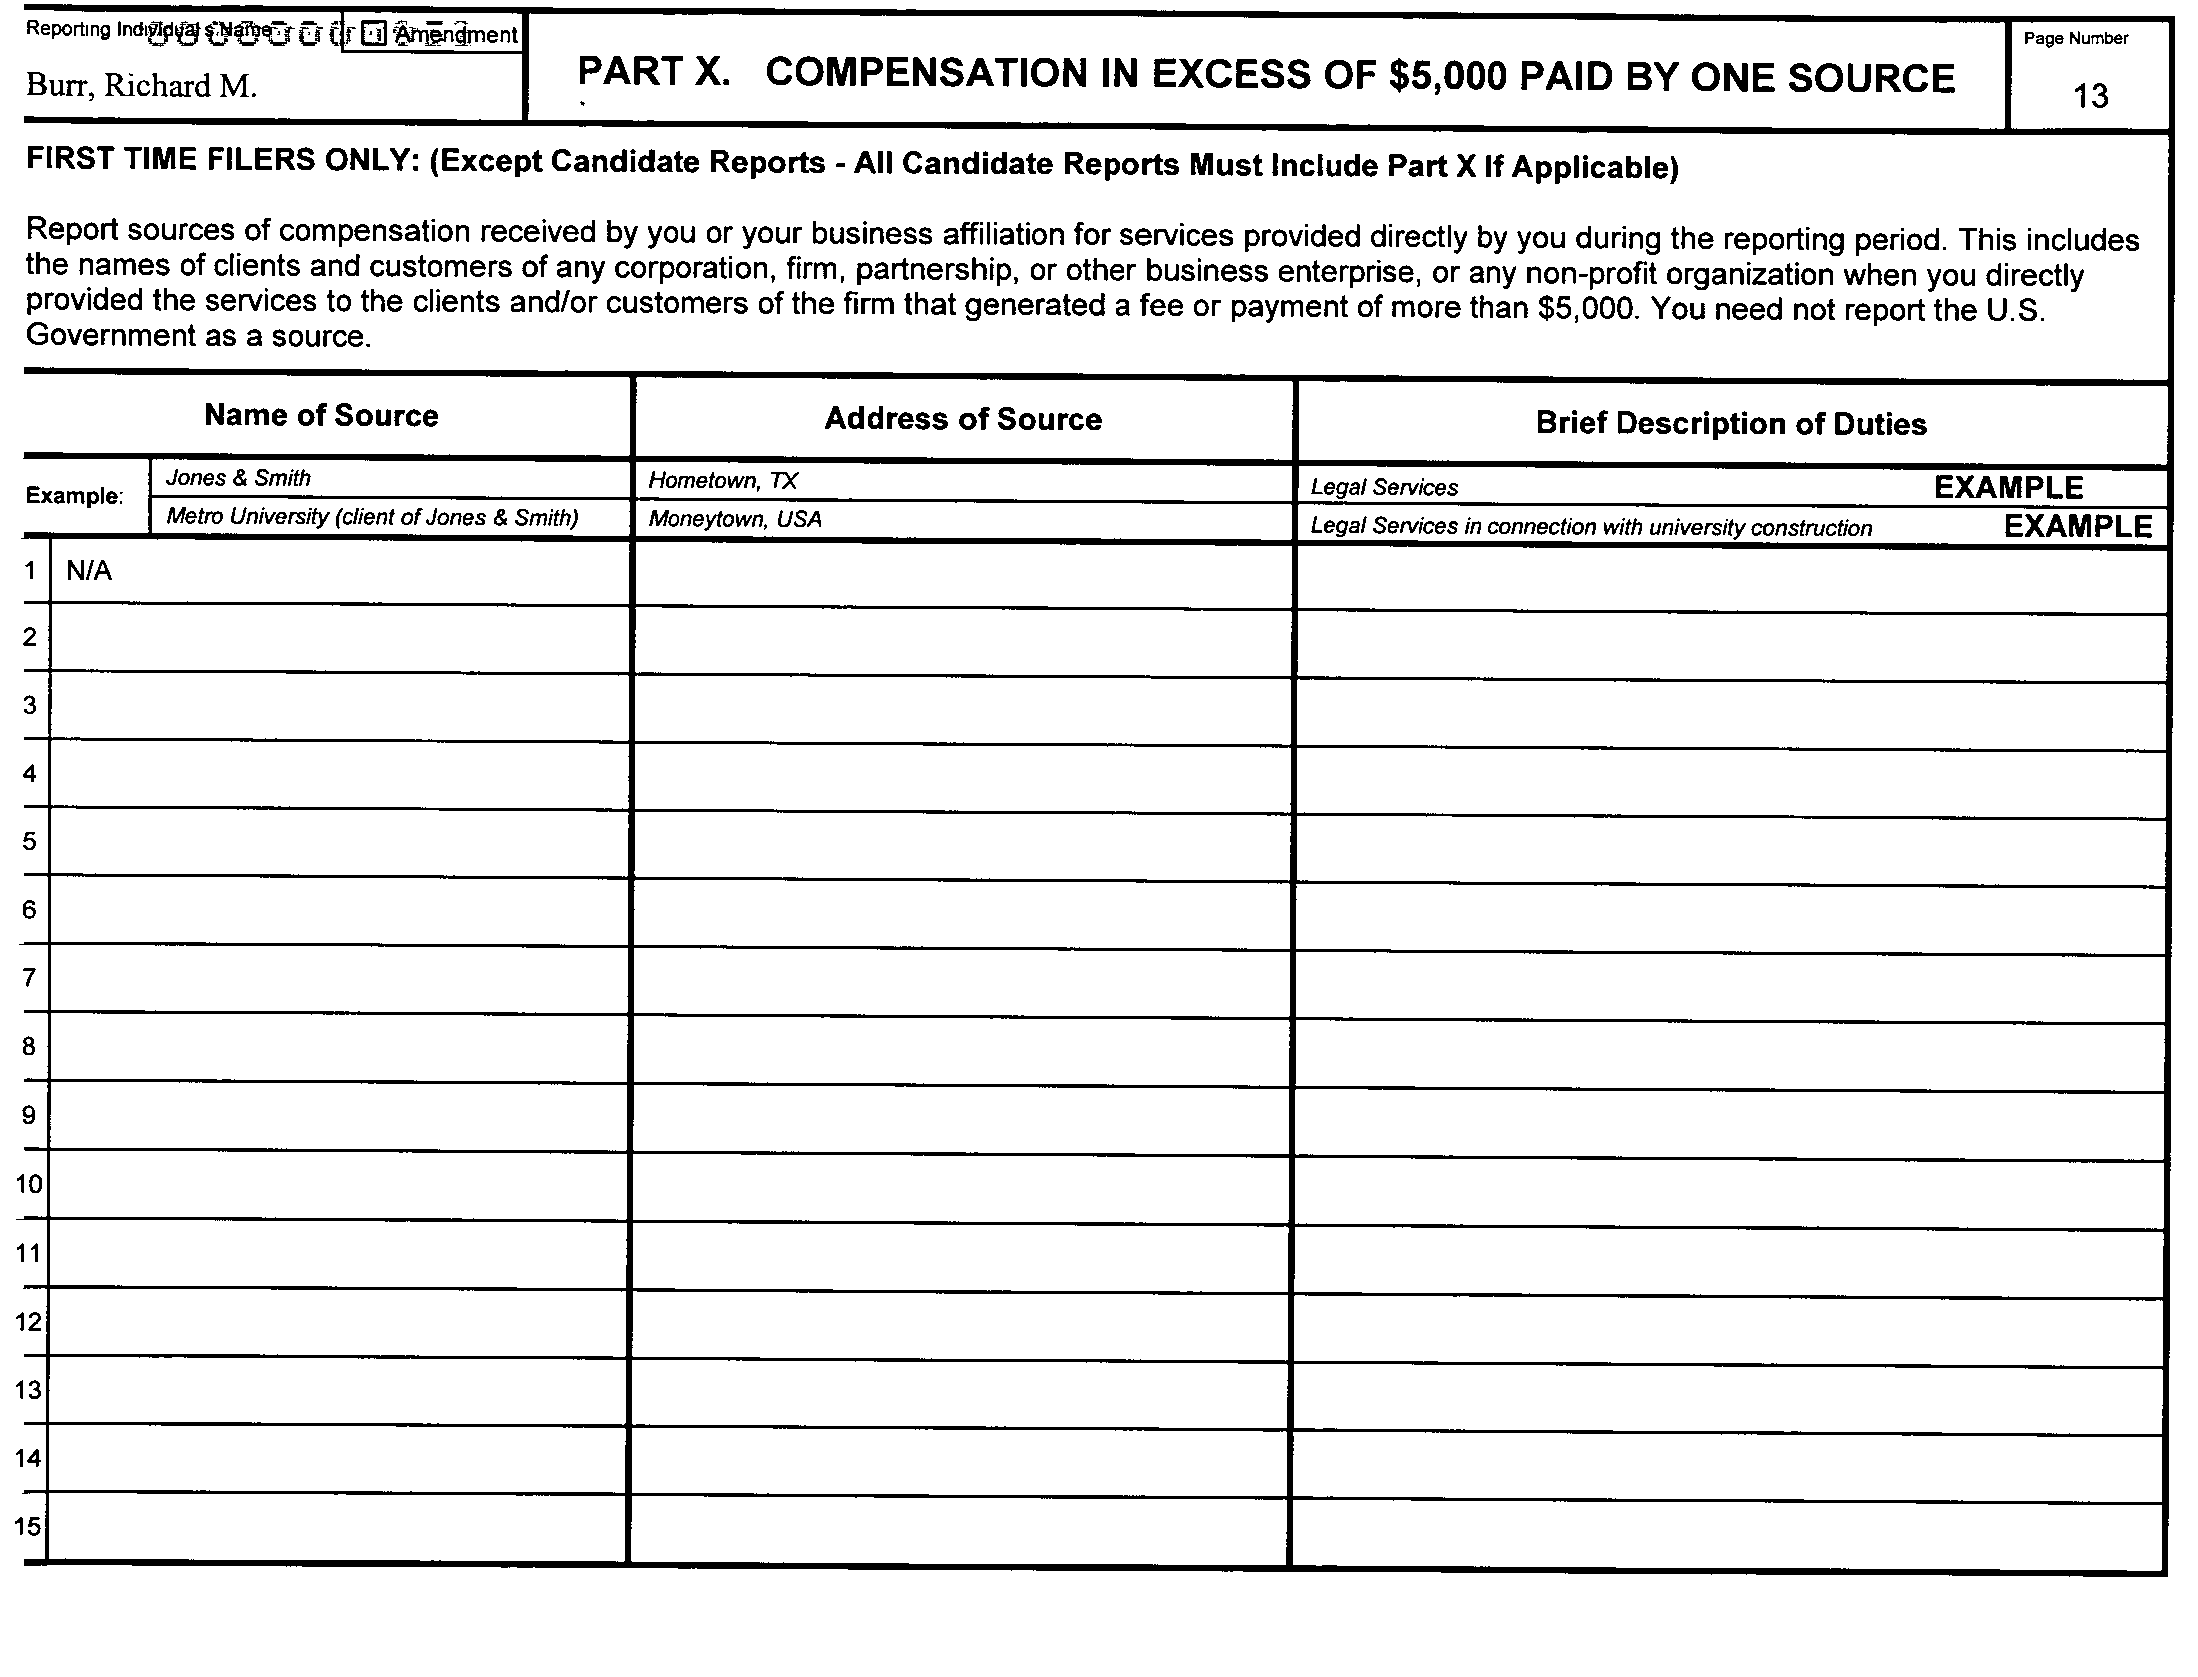 Reporting Individual's Name
Amendment
Burr, Richard M.
PART X. COMPENSATION IN EXCESS OF $5,000 PAID BY ONE SOURCE
Page Number
13
FIRST TIME FILERS ONLY: (Except Candidate Reports - All Candidate Reports Must Include Part X If Applicable)
Report sources of compensation received by you or your business affiliation for services provided directly by you during the reporting period. This includes
the names of clients and customers of any corporation, firm, partnership, or other business enterprise, or any non-profit organization when you directly
provided the services to the clients and/or customers of the firm that generated a fee or payment of more than $5,000. You need not report the U.S.
Government as a source.
Name of Source Address of Source Brief Description of Duties
Example:
Jones & Smith Hometown, TX Legal Services EXAMPLE
Metro University (client of Jones & Smith) Moneytown, USA Legal Services in connection with university construction EXAMPLE
1 N/A
2
3
4
5
6
7
8
9
10
11
12
13
14
15